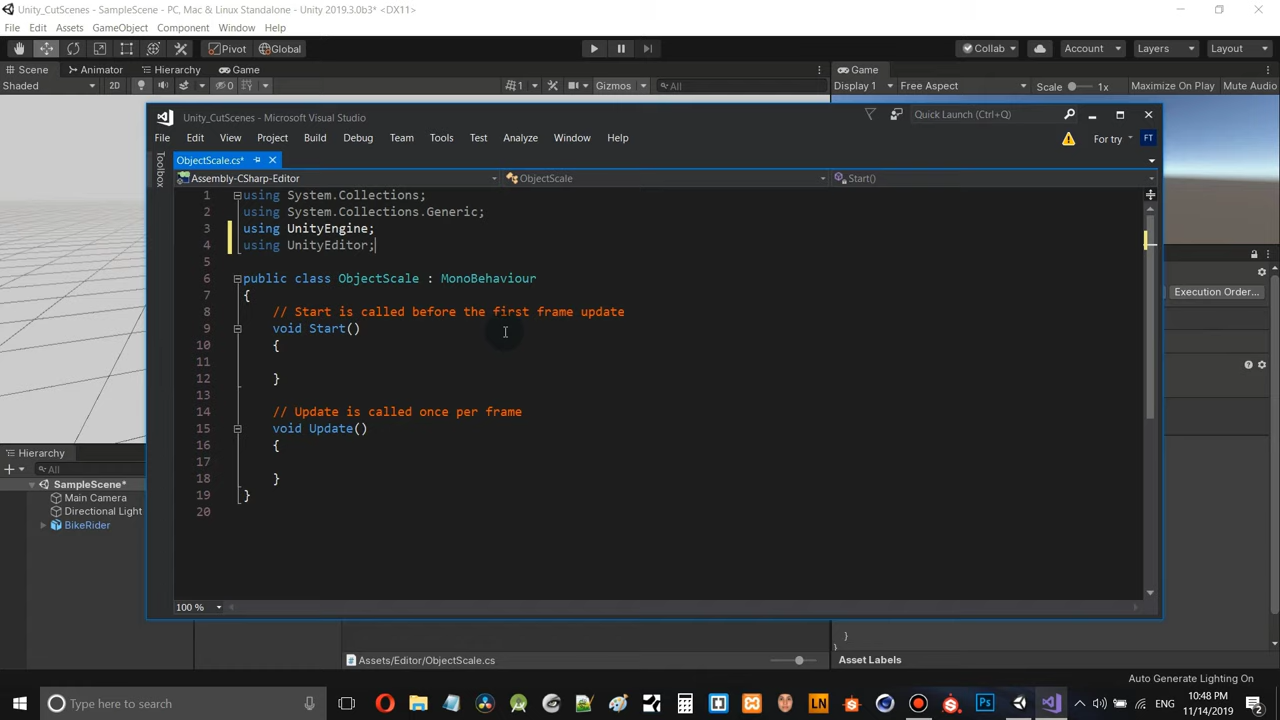 Unity_CutScenes - SampleScene - PC, Mac & Linux Standalone - Unity 2019.3.0b3* <DX11>
File Edit Assets GameObject Component Window Help
Pivot Global Collab Account Layers Layout
Scene Animator Hierarchy Game Game
Shaded 2D 0 1 Gizmos All Display 1 Free Aspect Scale 1x Maximize On Play Mute Audio
Unity_CutScenes - Microsoft Visual Studio Quick Launch (Ctrl+Q)
File Edit View Project Build Debug Team Tools Test Analyze Window Help For try FT
Toolbox
ObjectScale.cs*
Assembly-CSharp-Editor ObjectScale Start()
1 using System.Collections;
2 using System.Collections.Generic;
3 using UnityEngine;
4 using UnityEditor;
5
6 public class ObjectScale : MonoBehaviour
7 {
8 // Start is called before the first frame update
9 void Start()
10 {
11
12 }
13
14 // Update is called once per frame
15 void Update()
16 {
17
18 }
19 }
20
100 %
Execution Order...
Hierarchy
All
SampleScene*
Main Camera
Directional Light
BikeRider
}
}
Assets/Editor/ObjectScale.cs
Asset Labels
Auto Generate Lighting On
Type here to search
LN
Ps
ENG
10:48 PM
11/14/2019
2